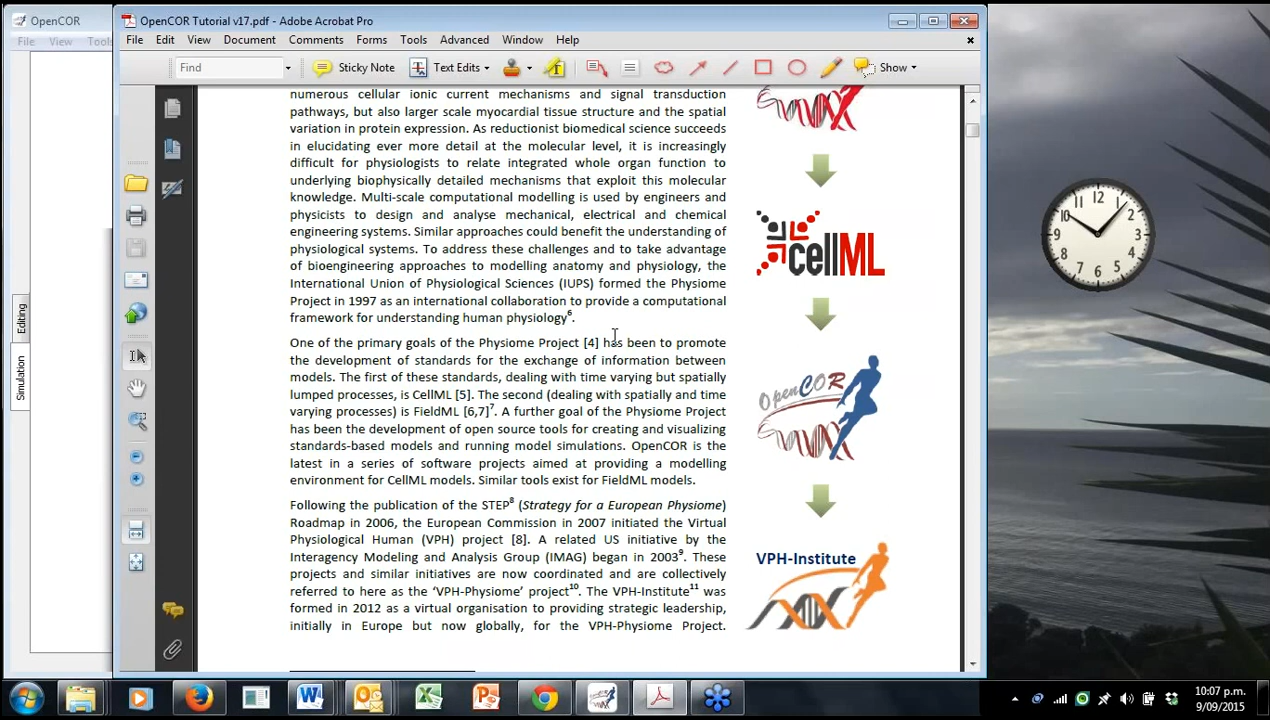 OpenCOR
OpenCOR Tutorial v17.pdf - Adobe Acrobat Pro
File View Tools
File Edit View Document Comments Forms Tools Advanced Window Help
Find Sticky Note Text Edits Show
numerous cellular ionic current mechanisms and signal transduction
pathways, but also larger scale myocardial tissue structure and the spatial
variation in protein expression. As reductionist biomedical science succeeds
in elucidating ever more detail at the molecular level, it is increasingly
difficult for physiologists to relate integrated whole organ function to
underlying biophysically detailed mechanisms that exploit this molecular
knowledge. Multi-scale computational modelling is used by engineers and
physicists to design and analyse mechanical, electrical and chemical
engineering systems. Similar approaches could benefit the understanding of
physiological systems. To address these challenges and to take advantage
of bioengineering approaches to modelling anatomy and physiology, the
International Union of Physiological Sciences (IUPS) formed the Physiome
Project in 1997 as an international collaboration to provide a computational
framework for understanding human physiology6.
One of the primary goals of the Physiome Project [4] has been to promote
the development of standards for the exchange of information between
models. The first of these standards, dealing with time varying but spatially
lumped processes, is CellML [5]. The second (dealing with spatially and time
varying processes) is FieldML [6,7]7. A further goal of the Physiome Project
has been the development of open source tools for creating and visualizing
standards-based models and running model simulations. OpenCOR is the
latest in a series of software projects aimed at providing a modelling
environment for CellML models. Similar tools exist for FieldML models.
Following the publication of the STEP8 (Strategy for a European Physiome)
Roadmap in 2006, the European Commission in 2007 initiated the Virtual
Physiological Human (VPH) project [8]. A related US initiative by the
Interagency Modeling and Analysis Group (IMAG) began in 20039. These
projects and similar initiatives are now coordinated and are collectively
referred to here as the ‘VPH-Physiome’ project10. The VPH-Institute11 was
formed in 2012 as a virtual organisation to providing strategic leadership,
initially in Europe but now globally, for the VPH-Physiome Project.
cellML
OpenCOR
VPH-Institute
Editing
Simulation
12
1
2
3
4
5
6
7
8
9
10
11
10:07 p.m.
9/09/2015